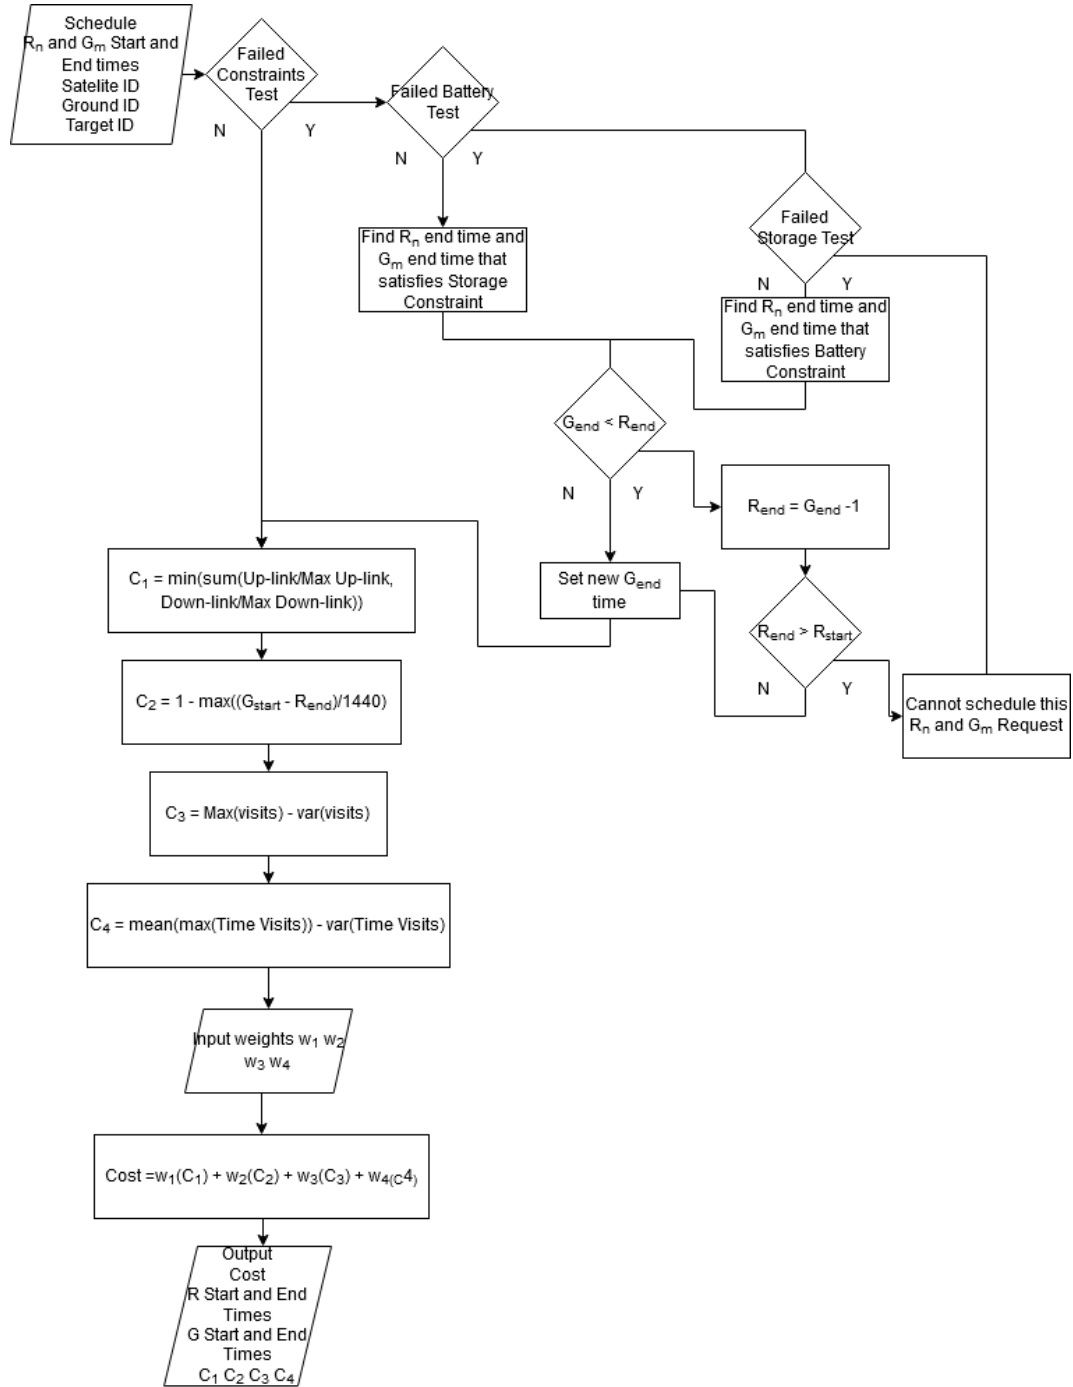 Schedule
Rn and Gm Start and
End times
Satelite ID
Ground ID
Target ID
Failed
Constraints
Test
N
Y
Failed Battery
Test
N
Y
Failed
Storage Test
N
Y
Find Rn end time and
Gm end time that
satisfies Storage
Constraint
Find Rn end time and
Gm end time that
satisfies Battery
Constraint
Gend < Rend
N
Y
Rend = Gend -1
Set new Gend
time
Rend > Rstart
N
Y
Cannot schedule this
Rn and Gm Request
C1 = min(sum(Up-link/Max Up-link,
Down-link/Max Down-link))
C2 = 1 - max((Gstart - Rend)/1440)
C3 = Max(visits) - var(visits)
C4 = mean(max(Time Visits)) - var(Time Visits)
Input weights w1 w2
w3 w4
Cost =w1(C1) + w2(C2) + w3(C3) + w4(C4)
Output
Cost
R Start and End
Times
G Start and End
Times
C1 C2 C3 C4